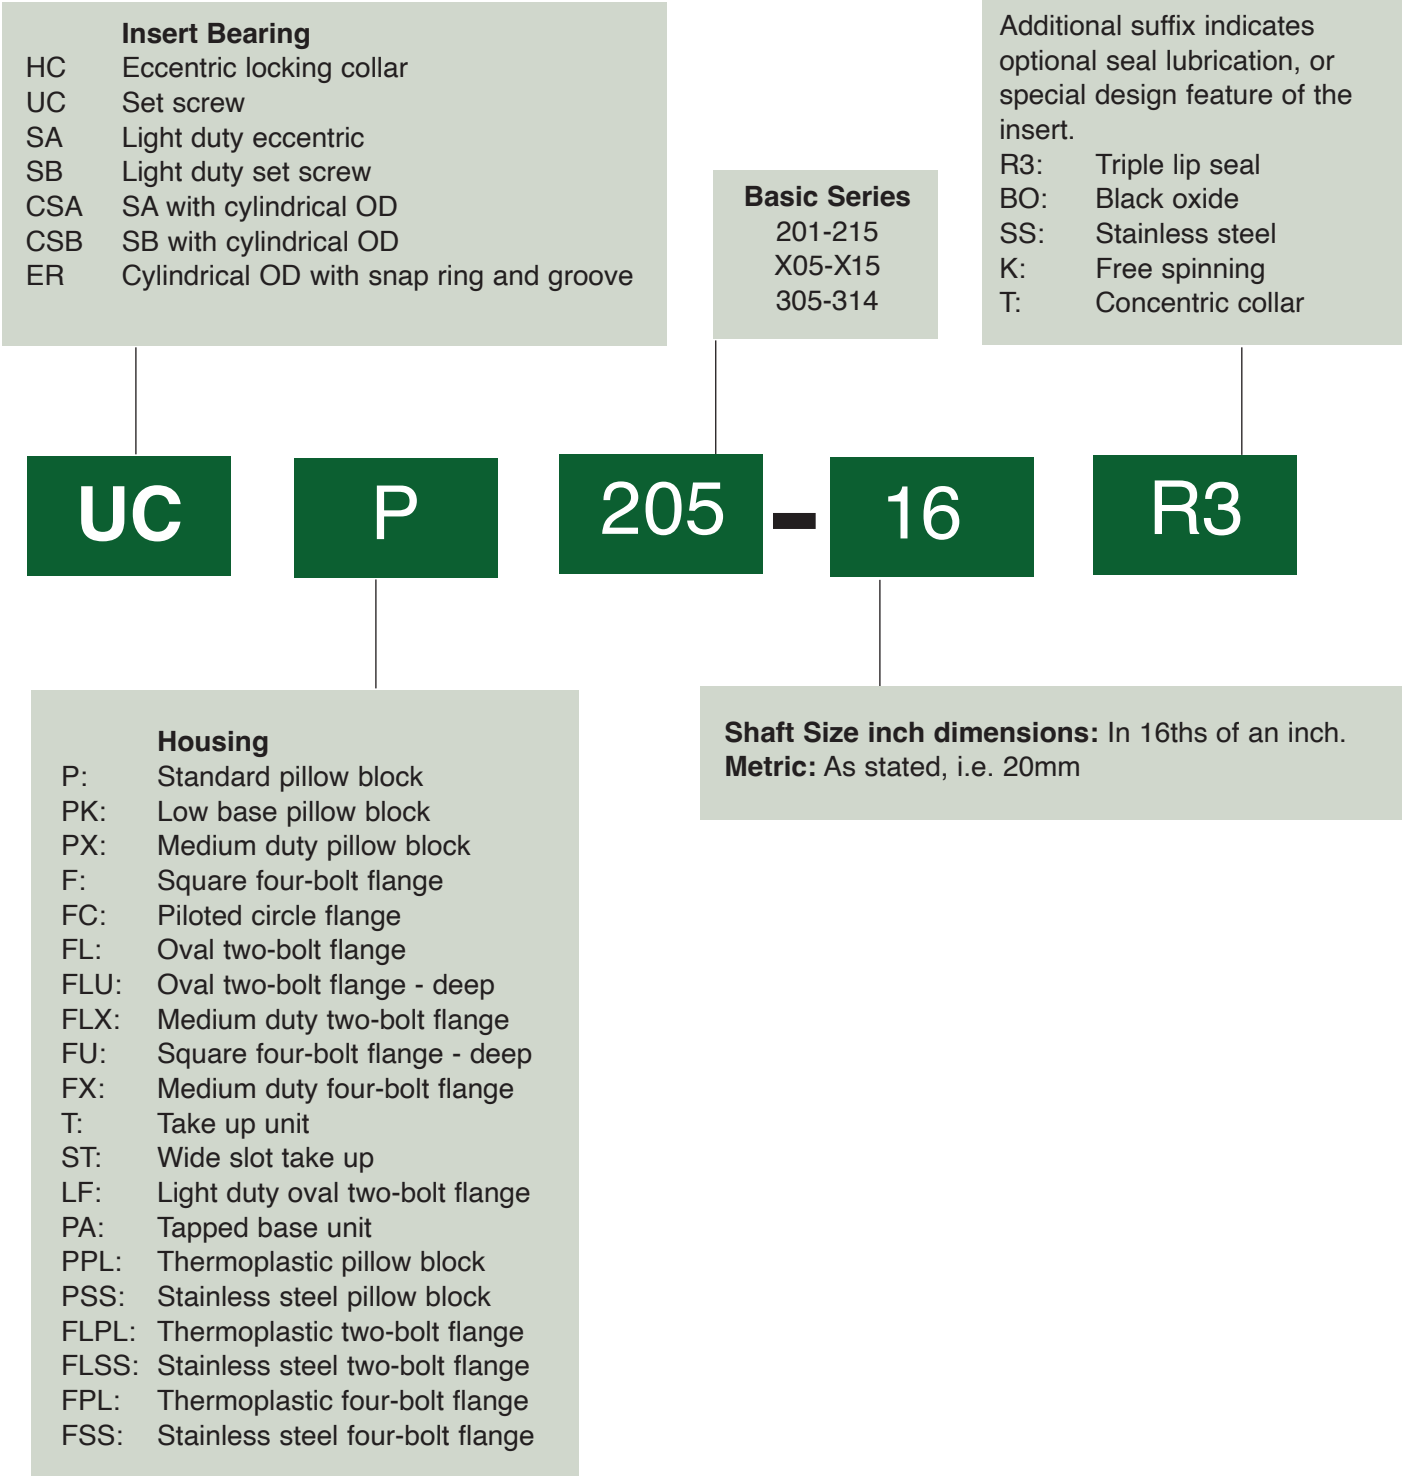 Insert Bearing
HC Eccentric locking collar
UC Set screw
SA Light duty eccentric
SB Light duty set screw
CSA SA with cylindrical OD
CSB SB with cylindrical OD
ER Cylindrical OD with snap ring and groove
Basic Series
201-215
X05-X15
305-314
Additional suffix indicates
optional seal lubrication, or
special design feature of the
insert.
R3: Triple lip seal
BO: Black oxide
SS: Stainless steel
K: Free spinning
T: Concentric collar
UC P 205 - 16 R3
Housing
P: Standard pillow block
PK: Low base pillow block
PX: Medium duty pillow block
F: Square four-bolt flange
FC: Piloted circle flange
FL: Oval two-bolt flange
FLU: Oval two-bolt flange - deep
FLX: Medium duty two-bolt flange
FU: Square four-bolt flange - deep
FX: Medium duty four-bolt flange
T: Take up unit
ST: Wide slot take up
LF: Light duty oval two-bolt flange
PA: Tapped base unit
PPL: Thermoplastic pillow block
PSS: Stainless steel pillow block
FLPL: Thermoplastic two-bolt flange
FLSS: Stainless steel two-bolt flange
FPL: Thermoplastic four-bolt flange
FSS: Stainless steel four-bolt flange
Shaft Size inch dimensions: In 16ths of an inch.
Metric: As stated, i.e. 20mm